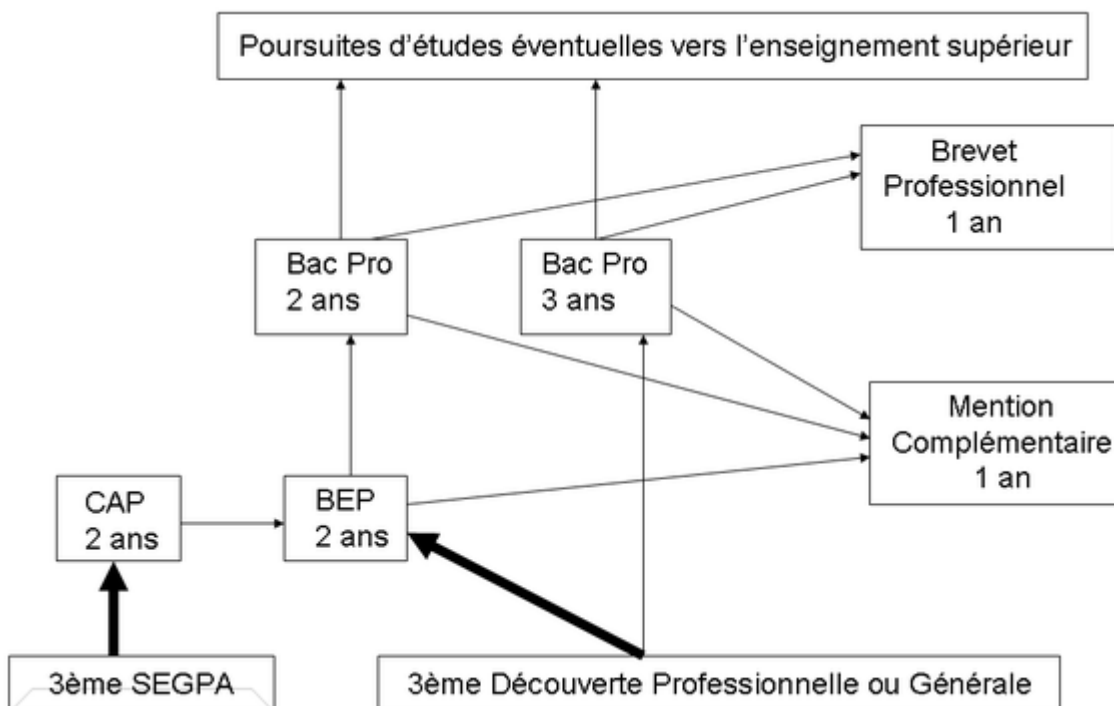 Poursuites d'études éventuelles vers l'enseignement supérieur
Brevet
Professionnel
1 an
Bac Pro
2 ans
Bac Pro
3 ans
Mention
Complémentaire
1 an
CAP
2 ans
BEP
2 ans
3ème SEGPA
3ème Découverte Professionnelle ou Générale